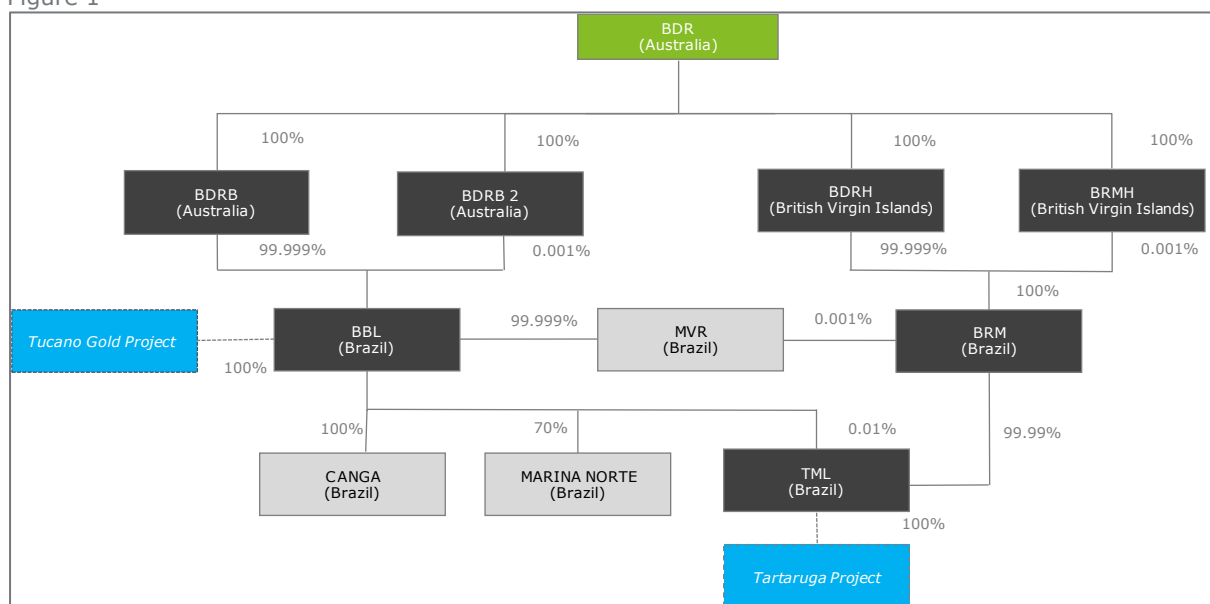 Figure 1
BDR
(Australia)
100%
100%
100%
100%
BDRB
(Australia)
BDRB 2
(Australia)
BDRH
(British Virgin Islands)
BRMH
(British Virgin Islands)
99.999%
0.001%
99.999%
0.001%
100%
Tucano Gold Project
100%
BBL
(Brazil)
99.999%
MVR
(Brazil)
0.001%
BRM
(Brazil)
100%
70%
0.01%
99.99%
CANGA
(Brazil)
MARINA NORTE
(Brazil)
TML
(Brazil)
100%
Tartaruga Project